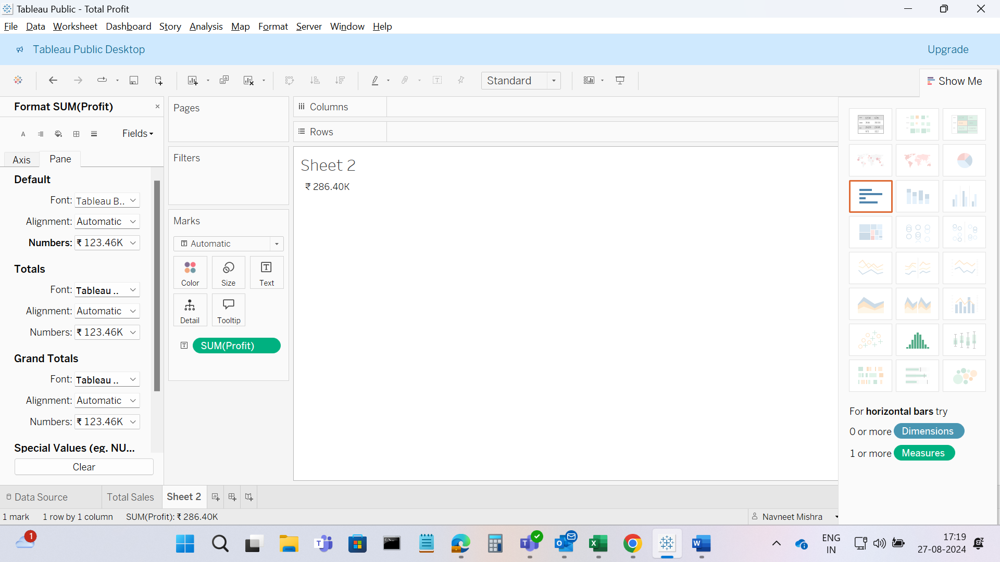 Tableau Public - Total Profit
File Data Worksheet Dashboard Story Analysis Map Format Server Window Help
Tableau Public Desktop
Upgrade
Standard
Show Me
Format SUM(Profit)
Fields
Axis
Pane
Default
Font: Tableau B..
Alignment: Automatic
Numbers: ₹ 123.46K
Totals
Font: Tableau ..
Alignment: Automatic
Numbers: ₹ 123.46K
Grand Totals
Font: Tableau ..
Alignment: Automatic
Numbers: ₹ 123.46K
Special Values (eg. NU...
Clear
Pages
Filters
Marks
Automatic
Color
Size
Text
Detail
Tooltip
SUM(Profit)
Columns
Rows
Sheet 2
₹ 286.40K
For horizontal bars try
0 or more Dimensions
1 or more Measures
Data Source
Total Sales
Sheet 2
1 mark
1 row by 1 column
SUM(Profit): ₹ 286.40K
Navneet Mishra
1
ENG
IN
17:19
27-08-2024